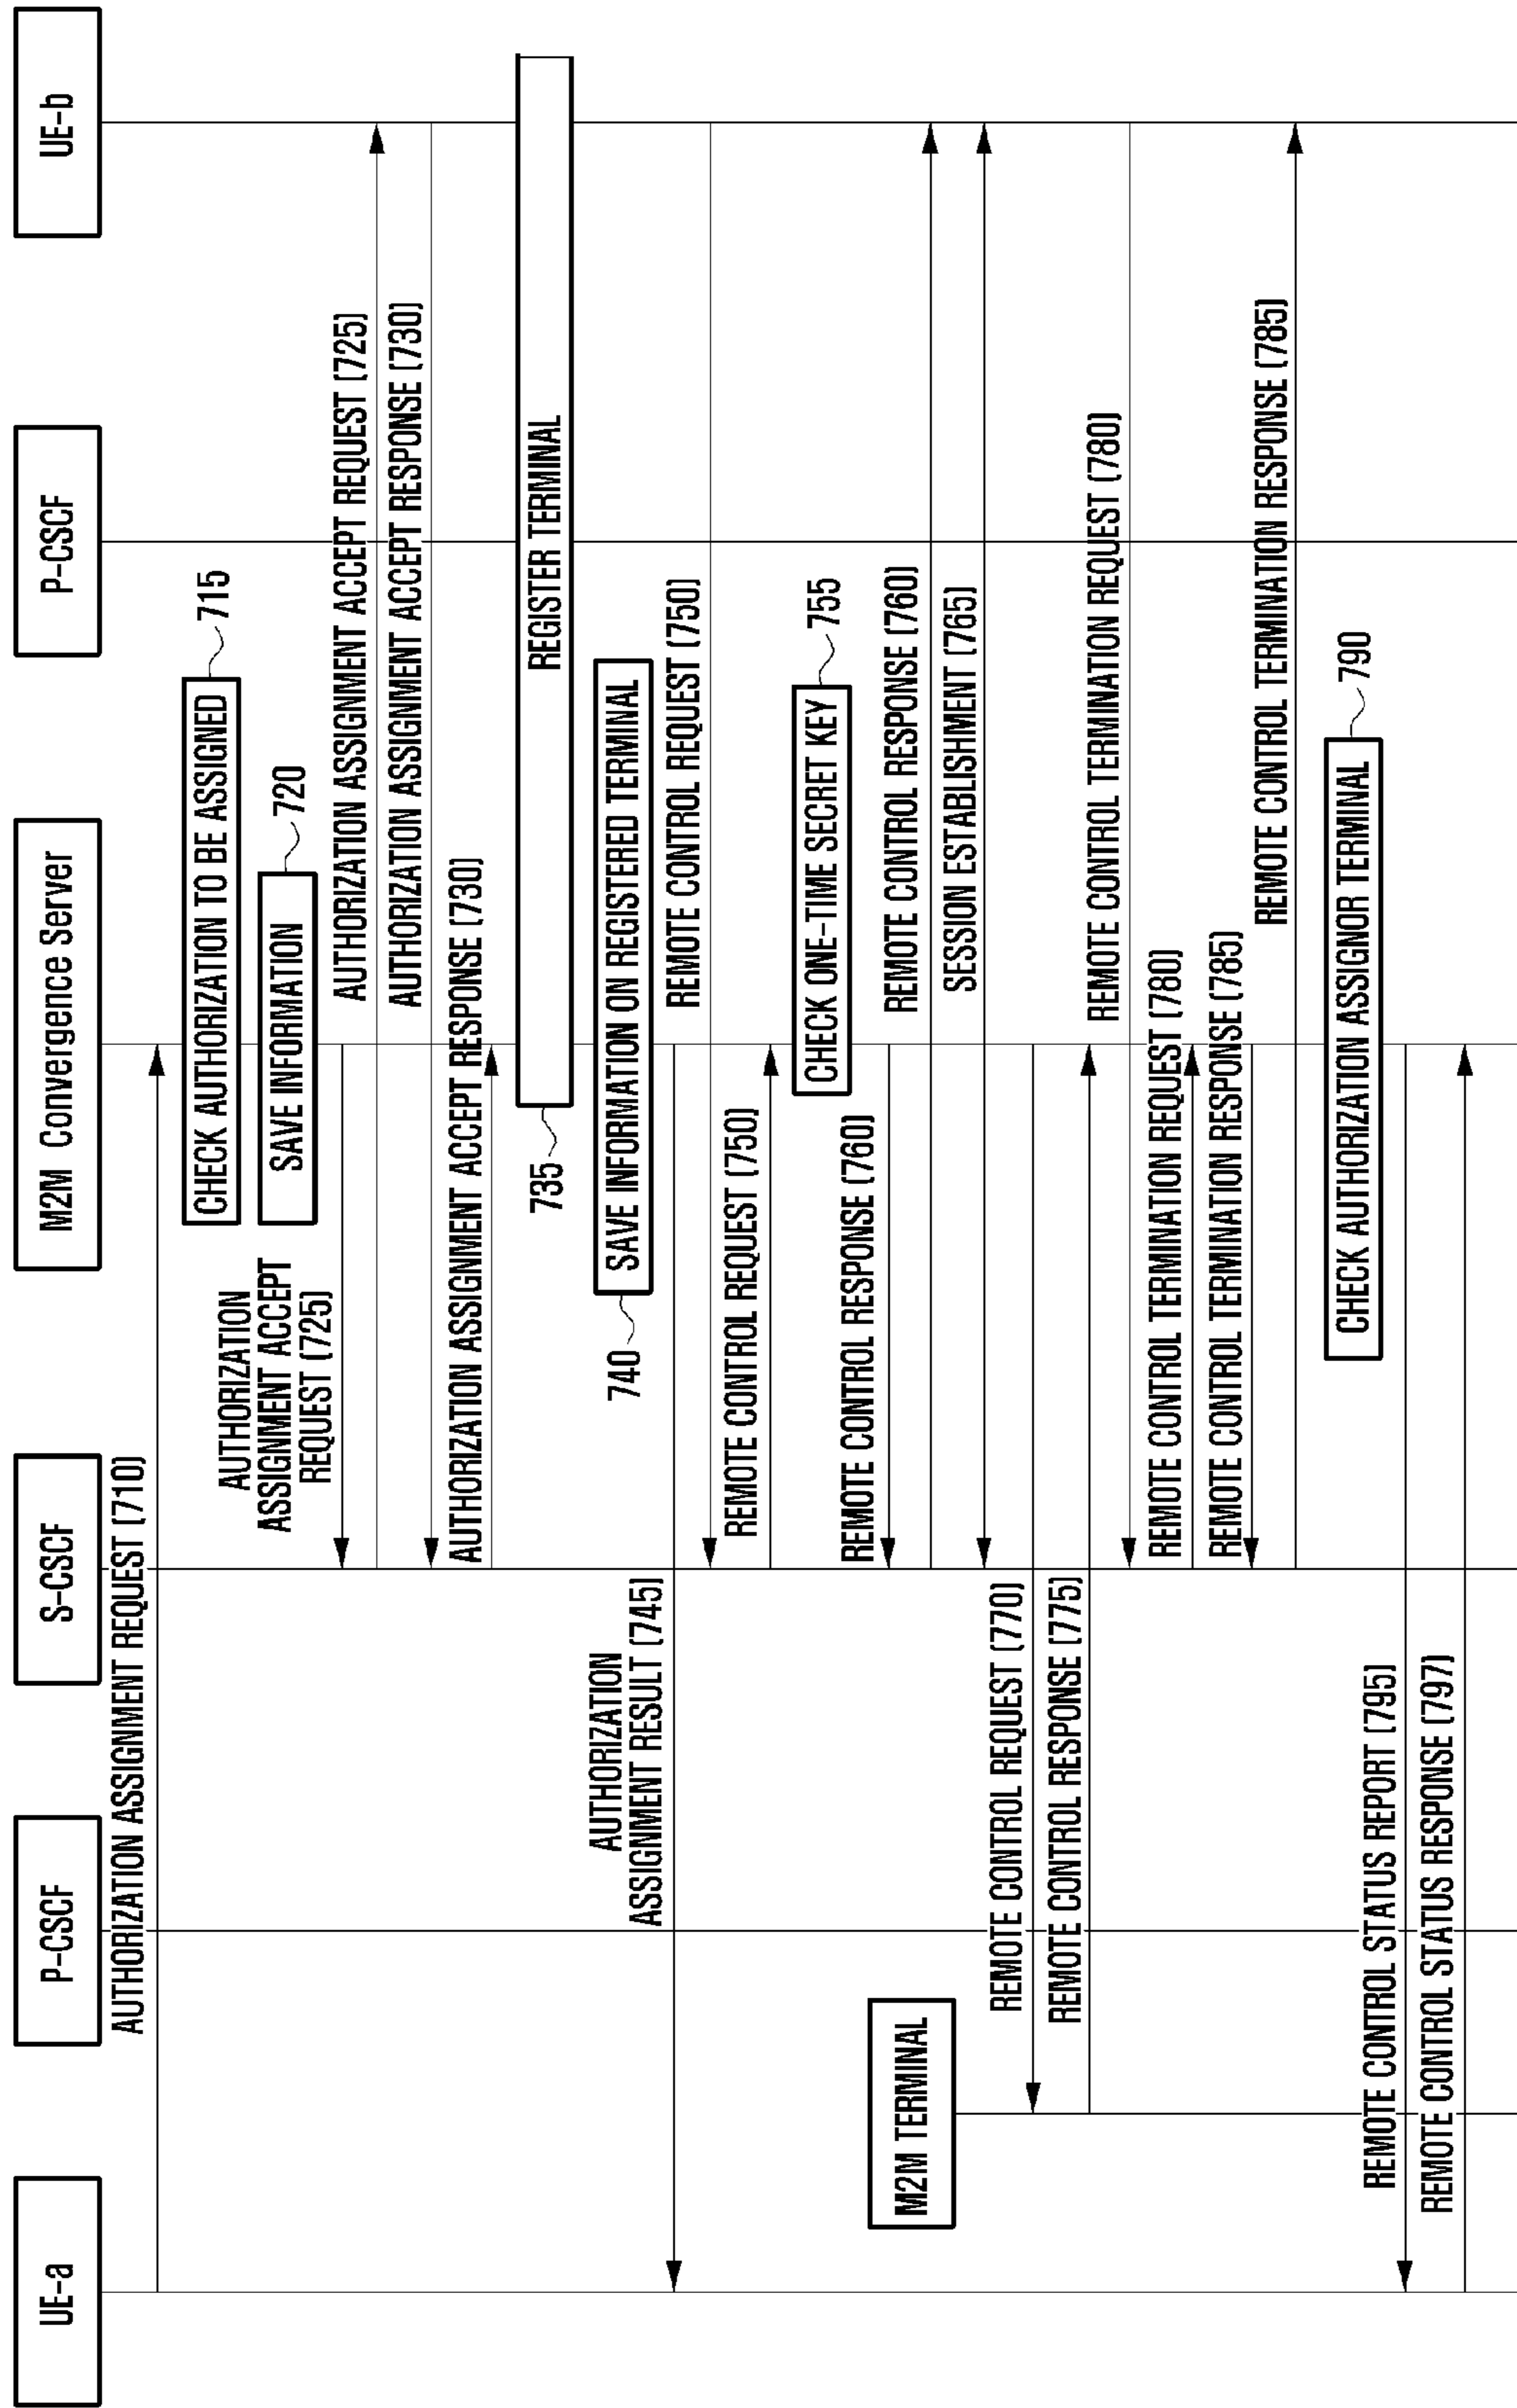 UE-a
P-CSCF
S-CSCF
M2M Convergence Server
P-CSCF
UE-b
AUTHORIZATION ASSIGNMENT REQUEST (710)
CHECK AUTHORIZATION TO BE ASSIGNED
715
SAVE INFORMATION
720
AUTHORIZATION
ASSIGNMENT ACCEPT
REQUEST (725)
AUTHORIZATION ASSIGNMENT ACCEPT REQUEST (725)
AUTHORIZATION ASSIGNMENT ACCEPT RESPONSE (730)
AUTHORIZATION ASSIGNMENT ACCEPT RESPONSE (730)
735
REGISTER TERMINAL
740
SAVE INFORMATION ON REGISTERED TERMINAL
AUTHORIZATION
ASSIGNMENT RESULT (745)
REMOTE CONTROL REQUEST (750)
REMOTE CONTROL REQUEST (750)
CHECK ONE-TIME SECRET KEY
755
REMOTE CONTROL RESPONSE (760)
REMOTE CONTROL RESPONSE (760)
M2M TERMINAL
SESSION ESTABLISHMENT (765)
REMOTE CONTROL REQUEST (770)
REMOTE CONTROL RESPONSE (775)
REMOTE CONTROL TERMINATION REQUEST (780)
REMOTE CONTROL TERMINATION REQUEST (780)
REMOTE CONTROL TERMINATION RESPONSE (785)
REMOTE CONTROL TERMINATION RESPONSE (785)
CHECK AUTHORIZATION ASSIGNOR TERMINAL
790
REMOTE CONTROL STATUS REPORT (795)
REMOTE CONTROL STATUS RESPONSE (797)